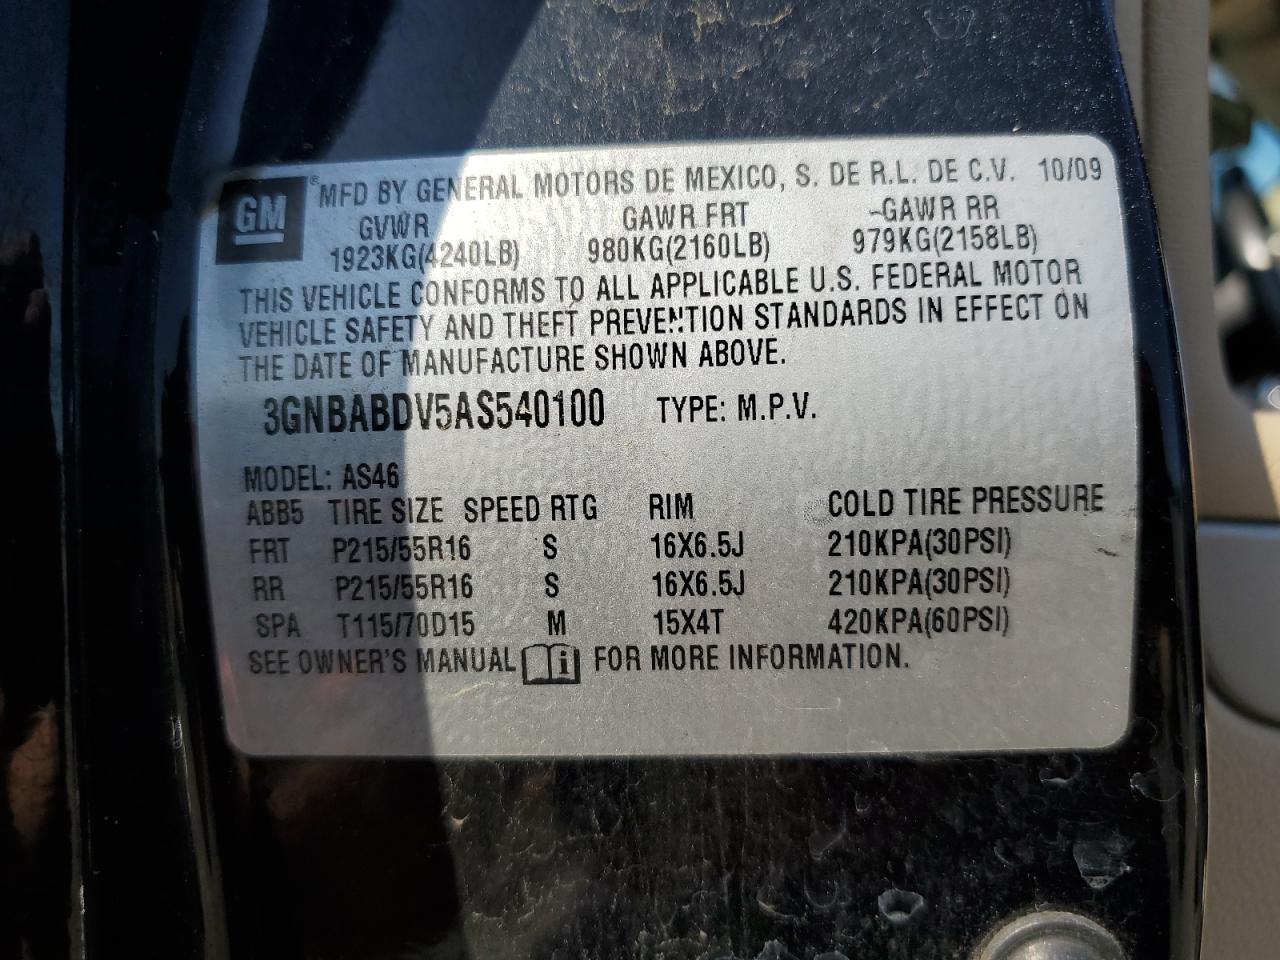 GM ® MFD BY GENERAL MOTORS DE MEXICO, S. DE R.L. DE C.V. 10/09
GVWR GAWR FRT GAWR RR
1923KG(4240LB) 980KG(2160LB) 979KG(2158LB)
THIS VEHICLE CONFORMS TO ALL APPLICABLE U.S. FEDERAL MOTOR
VEHICLE SAFETY AND THEFT PREVENTION STANDARDS IN EFFECT ON
THE DATE OF MANUFACTURE SHOWN ABOVE.
3GNBABDV5AS540100 TYPE: M.P.V.
MODEL: AS46
ABB5 TIRE SIZE SPEED RTG RIM COLD TIRE PRESSURE
FRT P215/55R16 S 16X6.5J 210KPA(30PSI)
RR P215/55R16 S 16X6.5J 210KPA(30PSI)
SPA T115/70D15 M 15X4T 420KPA(60PSI)
SEE OWNER'S MANUAL i FOR MORE INFORMATION.